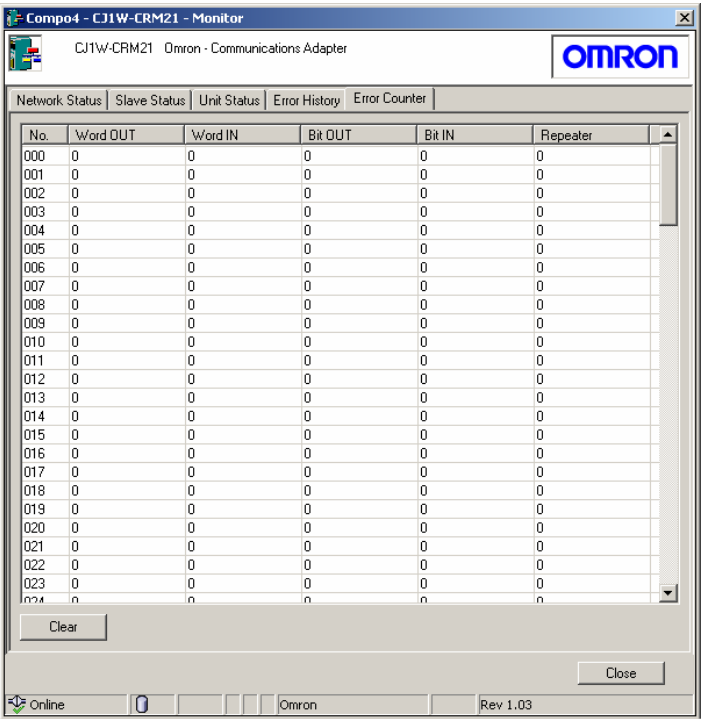 Compo4 - CJ1W-CRM21 - Monitor
CJ1W-CRM21 Omron - Communications Adapter
OMRON
Network Status Slave Status Unit Status Error History Error Counter
No. Word OUT Word IN Bit OUT Bit IN Repeater
000 0 0 0 0 0
001 0 0 0 0 0
002 0 0 0 0 0
003 0 0 0 0 0
004 0 0 0 0 0
005 0 0 0 0 0
006 0 0 0 0 0
007 0 0 0 0 0
008 0 0 0 0 0
009 0 0 0 0 0
010 0 0 0 0 0
011 0 0 0 0 0
012 0 0 0 0 0
013 0 0 0 0 0
014 0 0 0 0 0
015 0 0 0 0 0
016 0 0 0 0 0
017 0 0 0 0 0
018 0 0 0 0 0
019 0 0 0 0 0
020 0 0 0 0 0
021 0 0 0 0 0
022 0 0 0 0 0
023 0 0 0 0 0
024 0 0 0 0 0
Clear
Close
Online Omron Rev 1.03